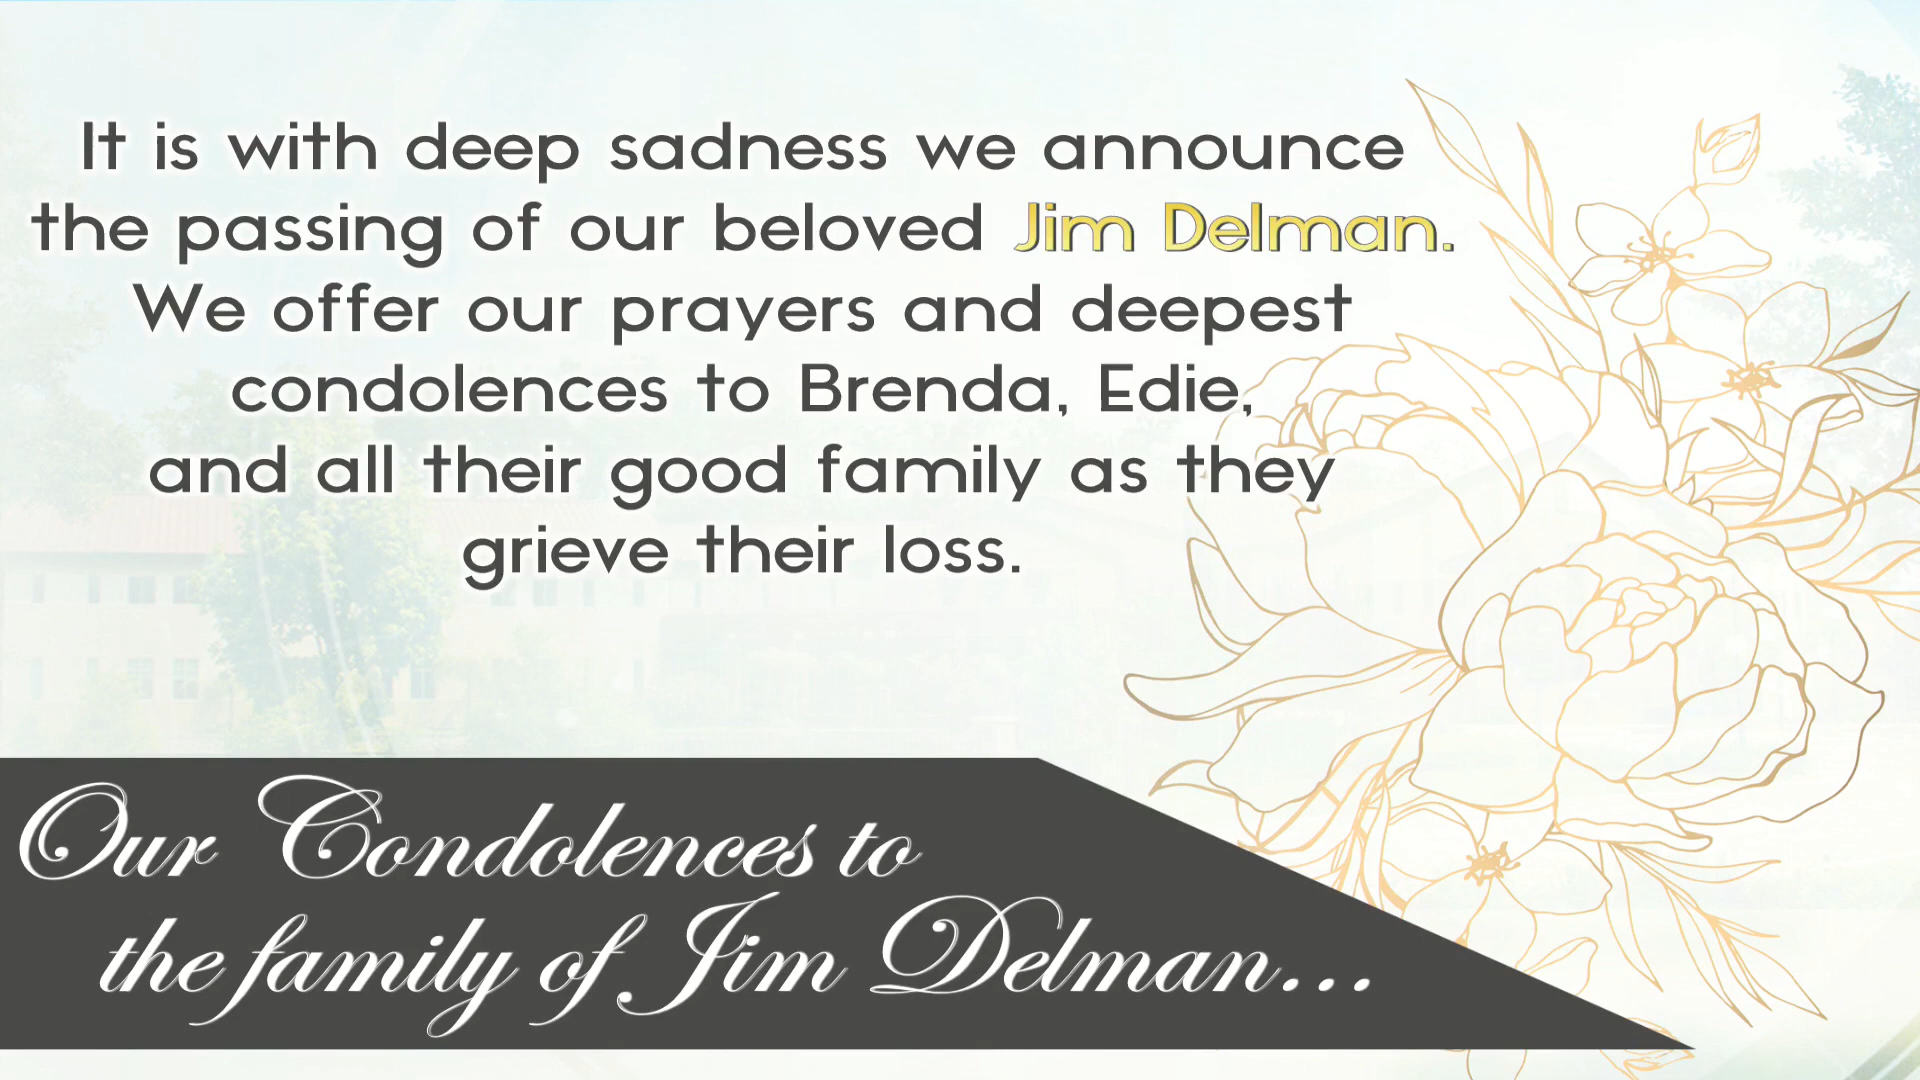 It is with deep sadness we announce
the passing of our beloved Jim Delman.
We offer our prayers and deepest
condolences to Brenda, Edie,
and all their good family as they
grieve their loss.
Our Condolences to
the family of Jim Delman...